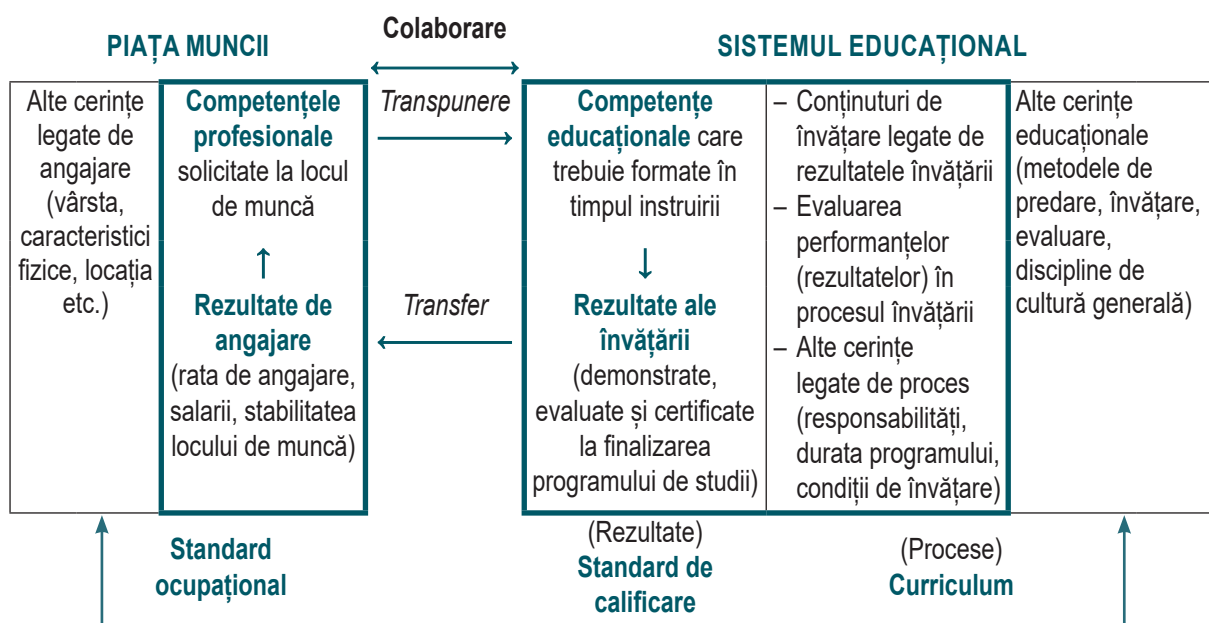 Colaborare
PIAȚA MUNCII
SISTEMUL EDUCAȚIONAL
Alte cerințe
legate de
angajare
(vârsta,
caracteristici
fizice, locația
etc.)
Competențele
profesionale
solicitate la locul
de muncă
Rezultate de
angajare
(rata de angajare,
salarii, stabilitatea
locului de muncă)
Transpunere
Transfer
Competențe
educaționale care
trebuie formate în
timpul instruirii
Rezultate ale
învățării
(demonstrate,
evaluate și certificate
la finalizarea
programului de studii)
– Conținuturi de
învățare legate de
rezultatele învățării
– Evaluarea
performanțelor
(rezultatelor) în
procesul învățării
– Alte cerințe
legate de proces
(responsabilități,
durata programului,
condiții de învățare)
Alte cerințe
educaționale
(metodele de
predare, învățare,
evaluare,
discipline de
cultură generală)
Standard
ocupațional
(Rezultate)
Standard de
calificare
(Procese)
Curriculum